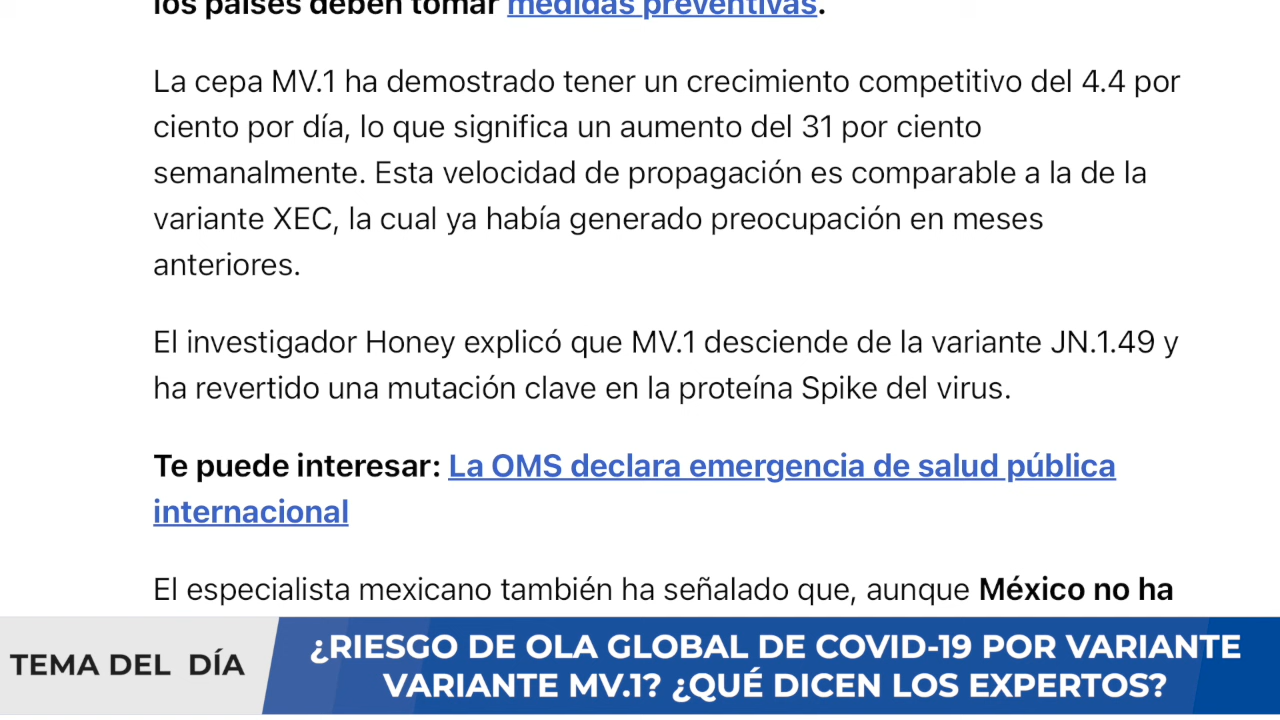 los países deben tomar medidas preventivas.
La cepa MV.1 ha demostrado tener un crecimiento competitivo del 4.4 por
ciento por día, lo que significa un aumento del 31 por ciento
semanalmente. Esta velocidad de propagación es comparable a la de la
variante XEC, la cual ya había generado preocupación en meses
anteriores.
El investigador Honey explicó que MV.1 desciende de la variante JN.1.49 y
ha revertido una mutación clave en la proteína Spike del virus.
Te puede interesar: La OMS declara emergencia de salud pública
internacional
El especialista mexicano también ha señalado que, aunque México no ha
TEMA DEL DÍA
¿RIESGO DE OLA GLOBAL DE COVID-19 POR VARIANTE
VARIANTE MV.1? ¿QUÉ DICEN LOS EXPERTOS?